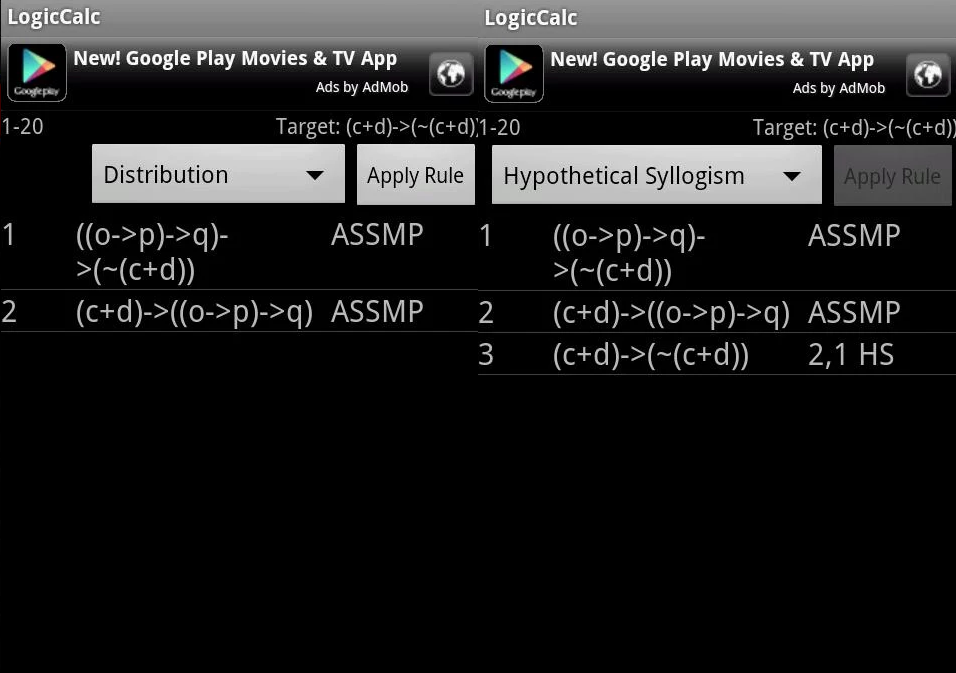 LogicCalc
New! Google Play Movies & TV App
Ads by AdMob
Google play
1-20 Target: (c+d)->(~(c+d))
Distribution Apply Rule
1 ((o->p)->q)- ASSMP
>(~(c+d))
2 (c+d)->((o->p)->q) ASSMP
LogicCalc
New! Google Play Movies & TV App
Ads by AdMob
Google play
1-20 Target: (c+d)->(~(c+d))
Hypothetical Syllogism Apply Rule
1 ((o->p)->q)- ASSMP
>(~(c+d))
2 (c+d)->((o->p)->q) ASSMP
3 (c+d)->(~(c+d)) 2,1 HS